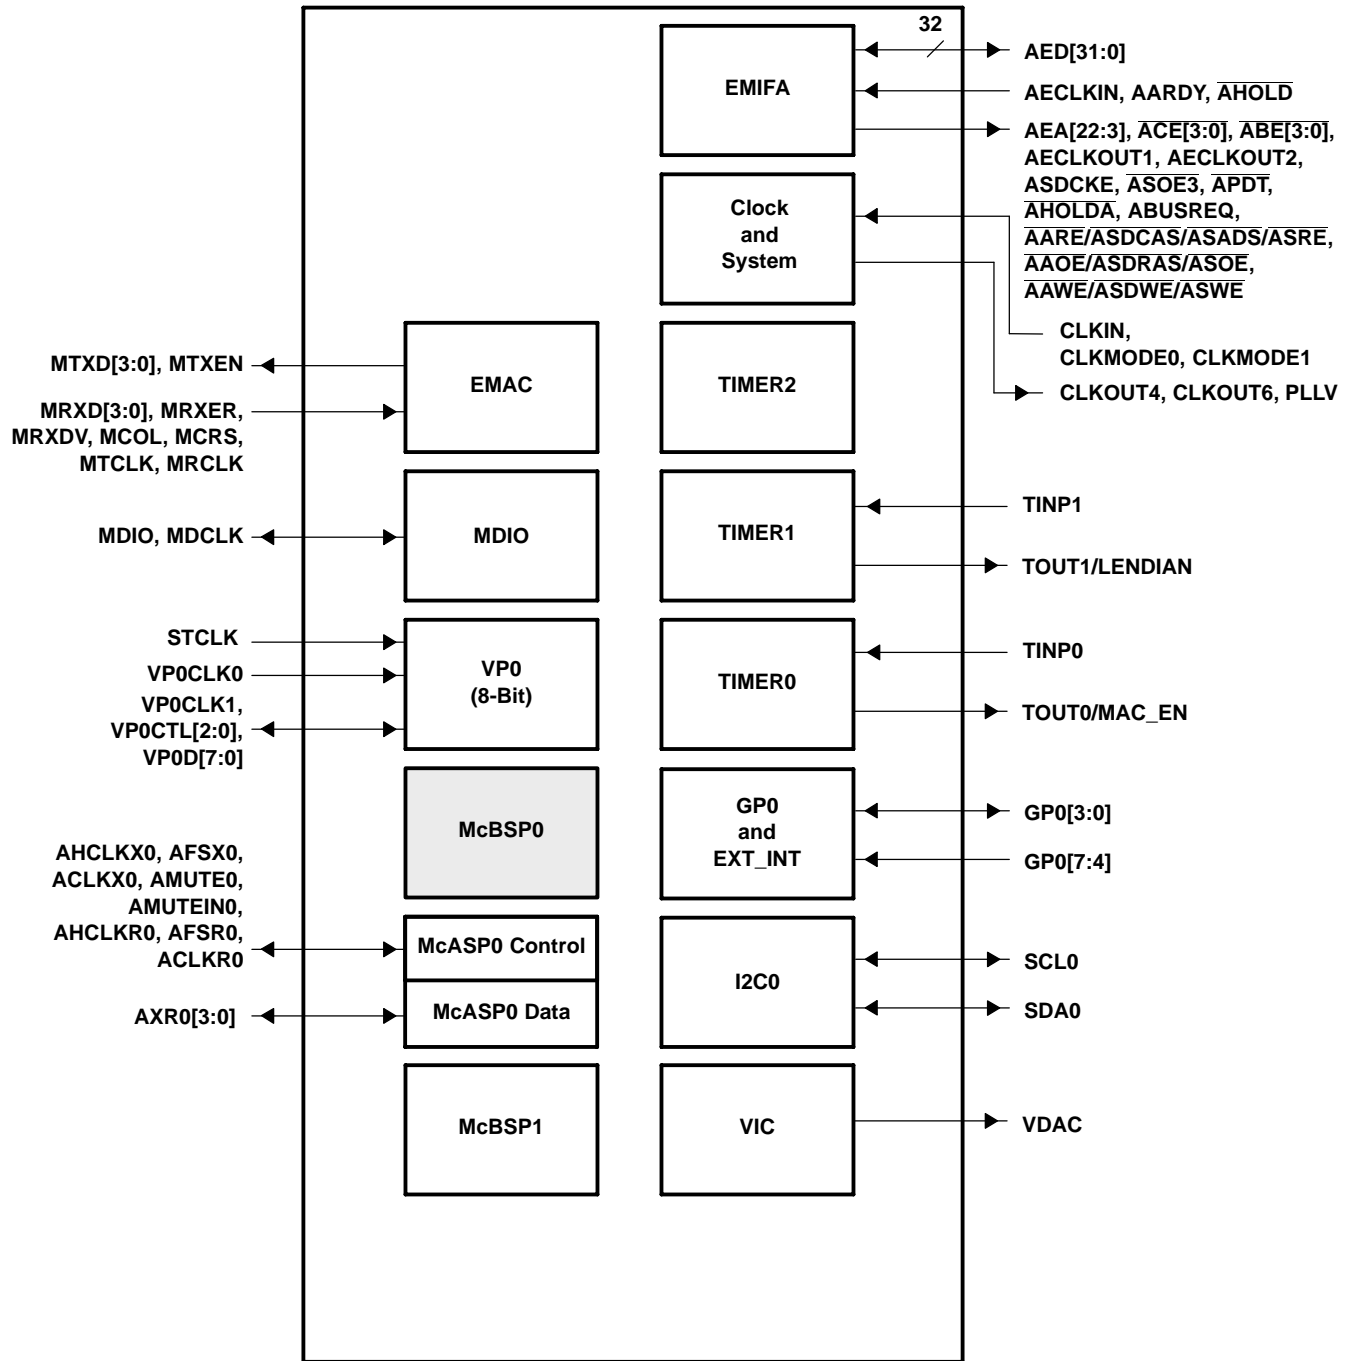 32
AED[31:0]
EMIFA
AECLKIN, AARDY, AHOLD
AEA[22:3], ACE[3:0], ABE[3:0],
AECLKOUT1, AECLKOUT2,
ASDCKE, ASOE3, APDT,
AHOLDA, ABUSREQ,
AARE/ASDCAS/ASADS/ASRE,
AAOE/ASDRAS/ASOE,
AAWE/ASDWE/ASWE
Clock
and
System
CLKIN,
CLKMODE0, CLKMODE1
CLKOUT4, CLKOUT6, PLLV
MTXD[3:0], MTXEN
MRXD[3:0], MRXER,
MRXDV, MCOL, MCRS,
MTCLK, MRCLK
EMAC
TIMER2
MDIO, MDCLK
MDIO
TIMER1
TINP1
TOUT1/LENDIAN
STCLK
VP0CLK0
VP0CLK1,
VP0CTL[2:0],
VP0D[7:0]
VP0
(8-Bit)
TIMER0
TINP0
TOUT0/MAC_EN
McBSP0
GP0
and
EXT_INT
GP0[3:0]
GP0[7:4]
AHCLKX0, AFSX0,
ACLKX0, AMUTE0,
AMUTEIN0,
AHCLKR0, AFSR0,
ACLKR0
McASP0 Control
AXR0[3:0]
McASP0 Data
I2C0
SCL0
SDA0
McBSP1
VIC
VDAC